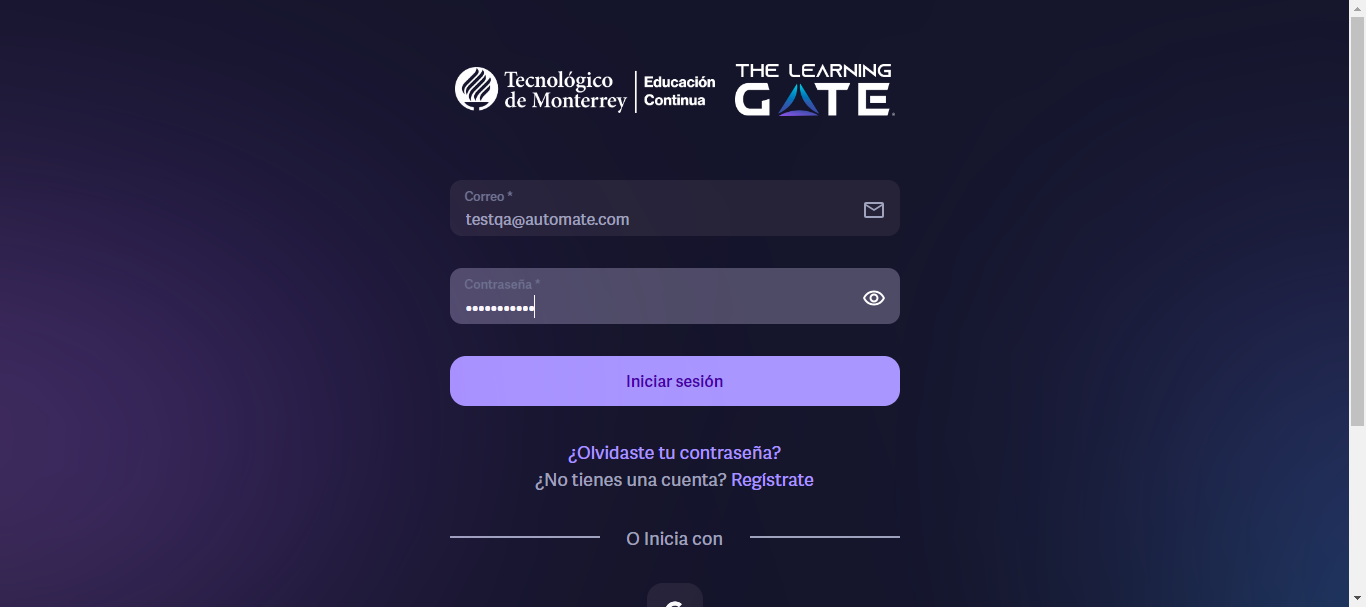 Tecnológico
de Monterrey
Educación
Continua
THE LEARNING
GATE
Correo *
testqa@automate.com
Contraseña *
•••••••••••
Iniciar sesión
¿Olvidaste tu contraseña?
¿No tienes una cuenta? Regístrate
O Inicia con